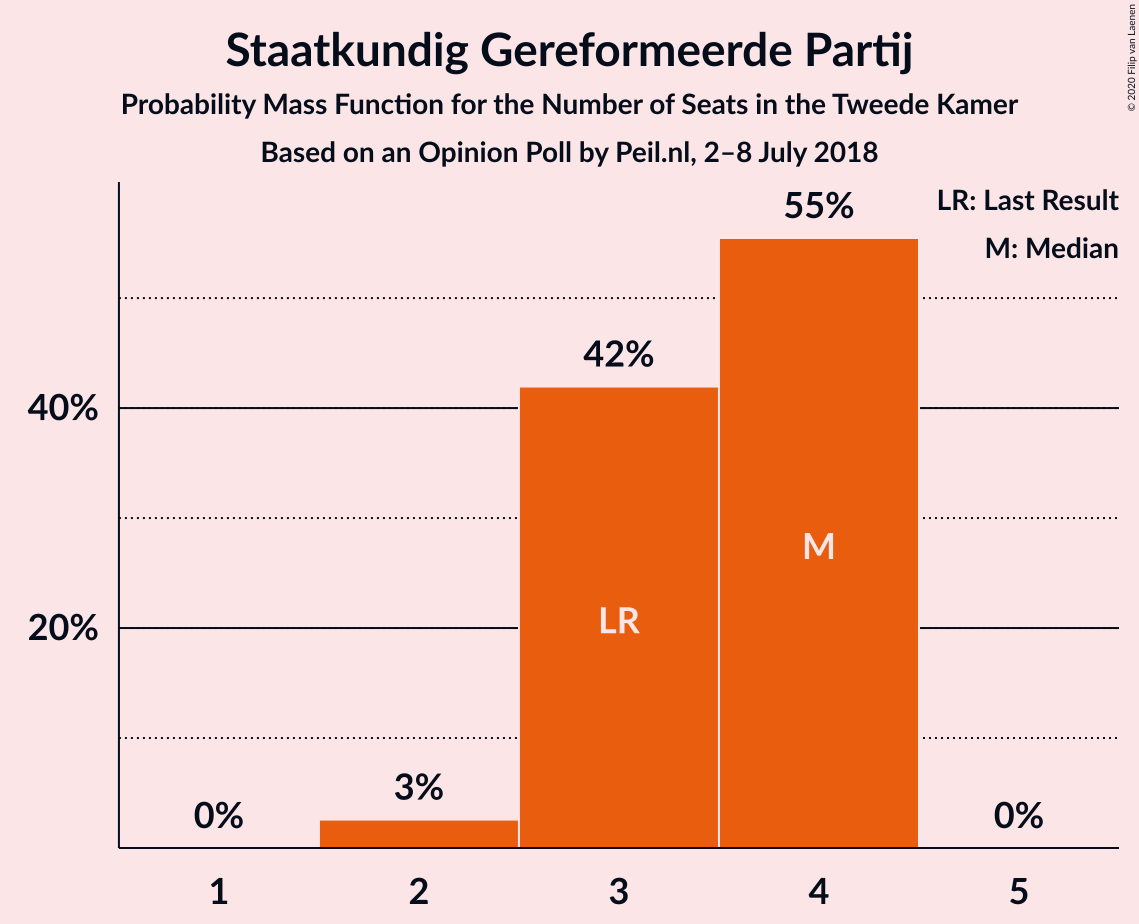 Staatkundig Gereformeerde Partij
Probability Mass Function for the Number of Seats in the Tweede Kamer
Based on an Opinion Poll by Peil.nl, 2–8 July 2018
© 2020 Filip van Laenen
LR: Last Result
M: Median
55%
42%
40%
M
LR
20%
3%
0%
0%
1 2 3 4 5